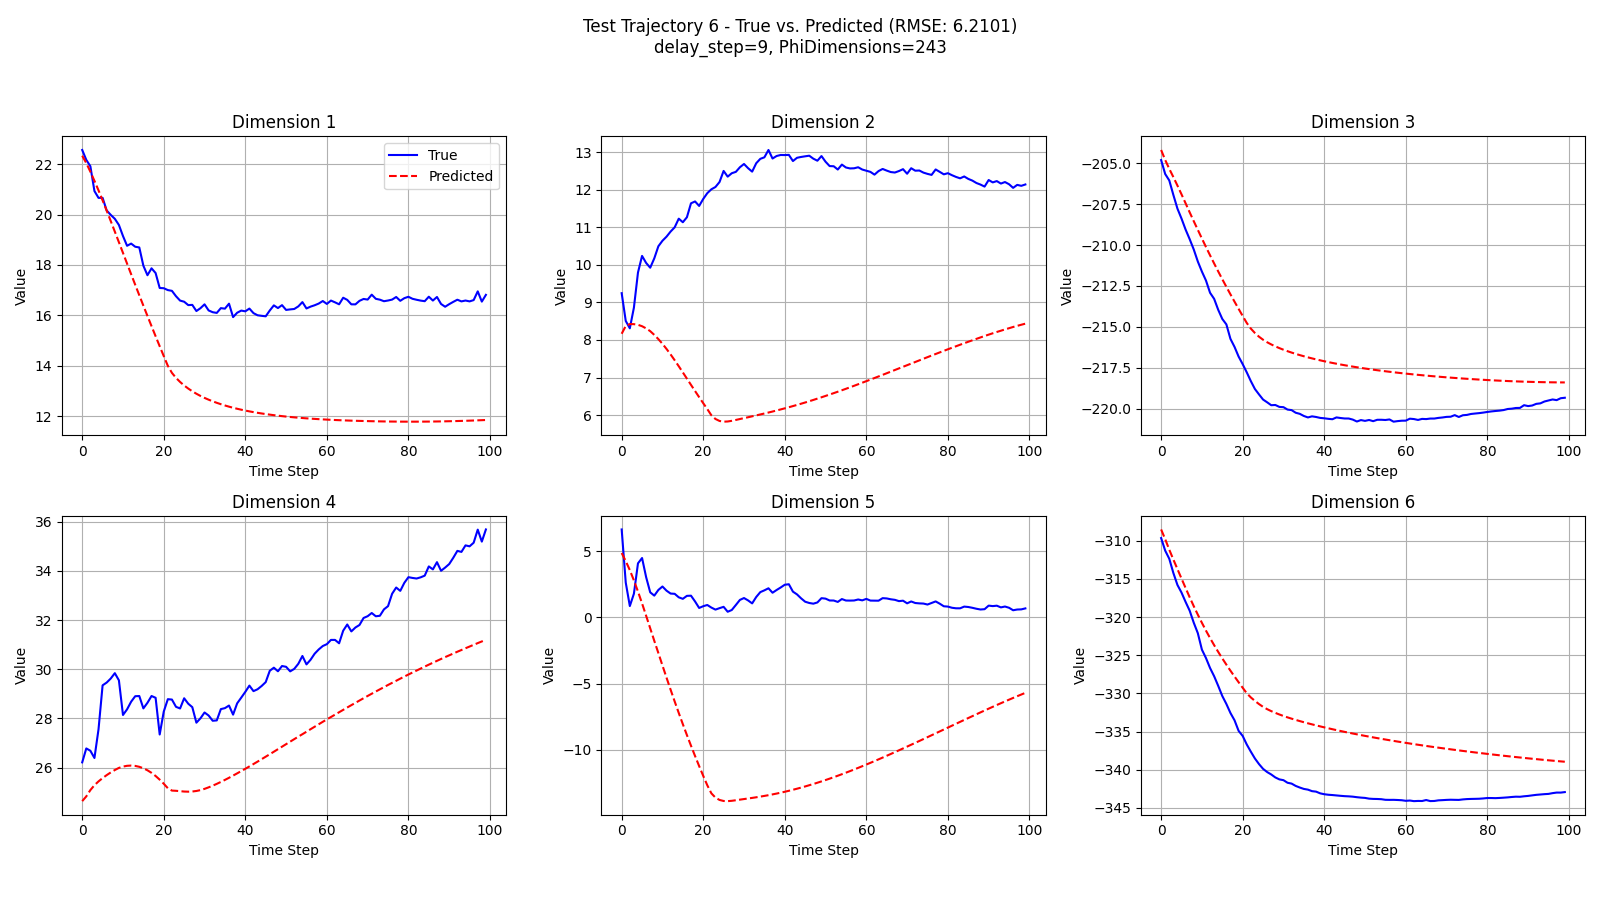 Test Trajectory 6 - True vs. Predicted (RMSE: 6.2101)
delay_step=9, PhiDimensions=243
Dimension 1
True
Predicted
22
20
18
16
14
12
Value
0 20 40 60 80 100
Time Step
Dimension 2
13
12
11
10
9
8
7
6
Value
0 20 40 60 80 100
Time Step
Dimension 3
−205.0
−207.5
−210.0
−212.5
−215.0
−217.5
−220.0
Value
0 20 40 60 80 100
Time Step
Dimension 4
36
34
32
30
28
26
Value
0 20 40 60 80 100
Time Step
Dimension 5
5
0
−5
−10
Value
0 20 40 60 80 100
Time Step
Dimension 6
−310
−315
−320
−325
−330
−335
−340
−345
Value
0 20 40 60 80 100
Time Step